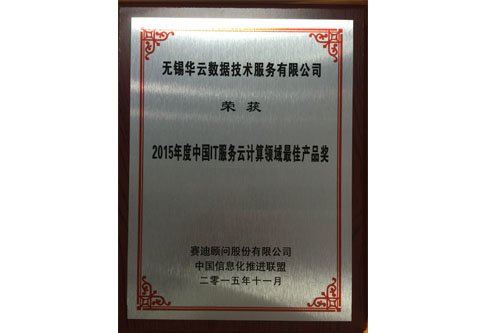 无锡华云数据技术服务有限公司
荣获
2015年度中国IT服务云计算领域最佳产品奖
赛迪顾问股份有限公司
中国信息化推进联盟
二〇一五年十一月